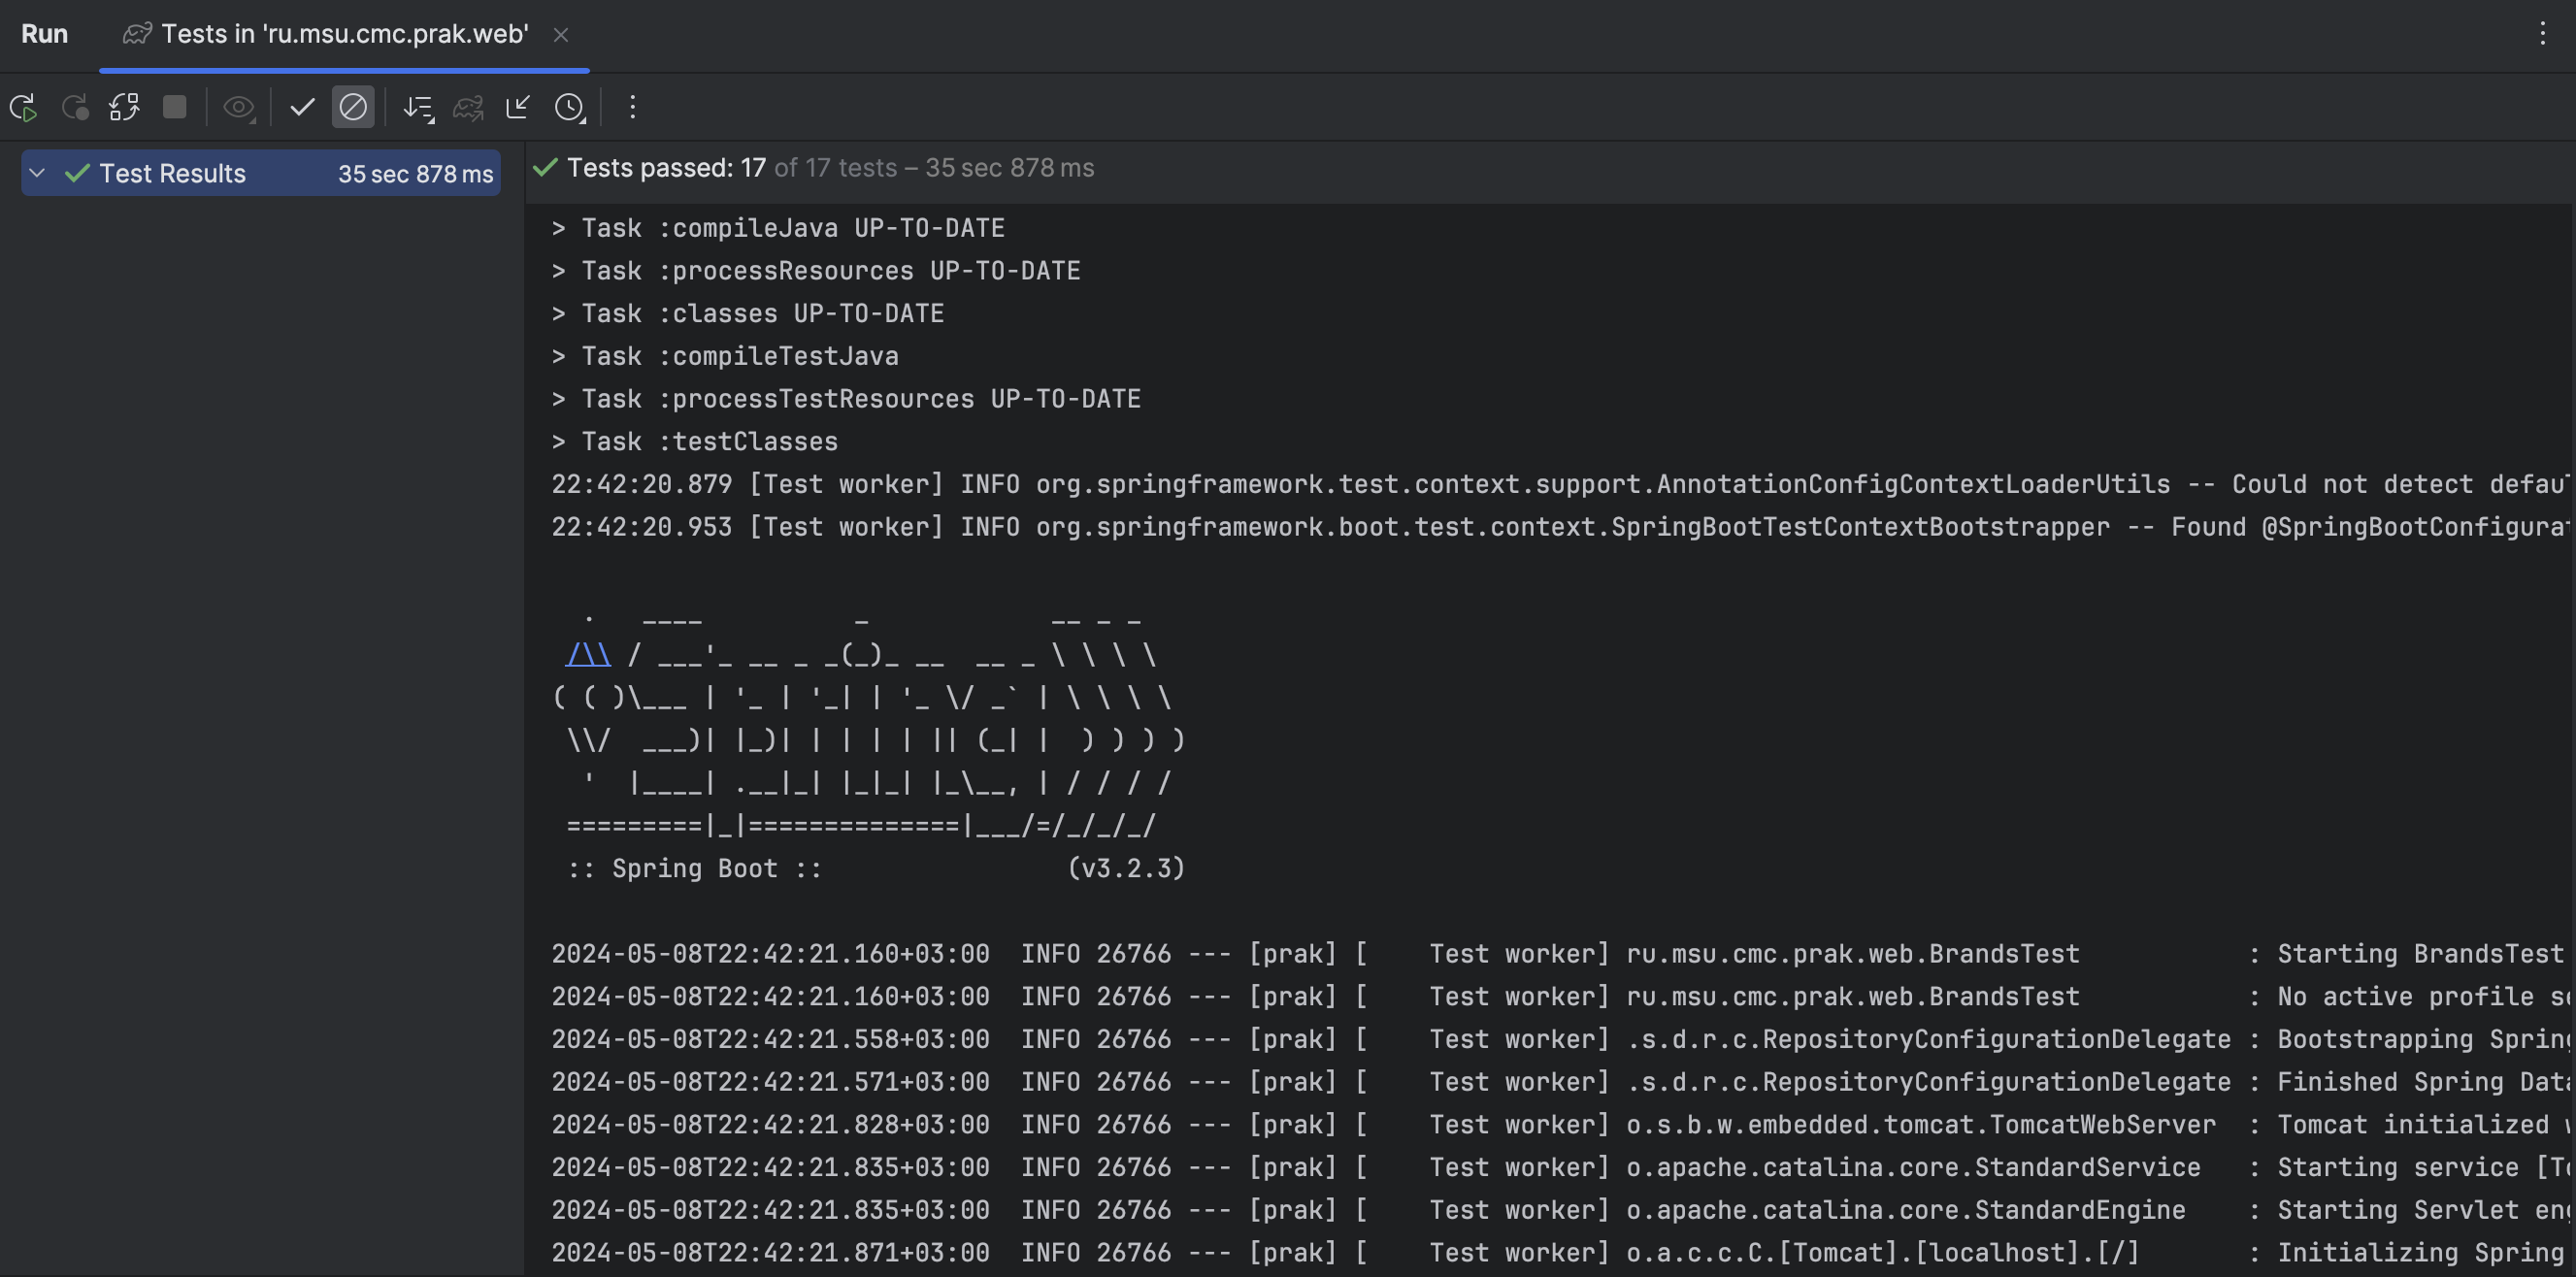 Run Tests in 'ru.msu.cmc.prak.web'
Test Results 35 sec 878 ms
Tests passed: 17 of 17 tests – 35 sec 878 ms
> Task :compileJava UP-TO-DATE
> Task :processResources UP-TO-DATE
> Task :classes UP-TO-DATE
> Task :compileTestJava
> Task :processTestResources UP-TO-DATE
> Task :testClasses
22:42:20.879 [Test worker] INFO org.springframework.test.context.support.AnnotationConfigContextLoaderUtils -- Could not detect defau
22:42:20.953 [Test worker] INFO org.springframework.boot.test.context.SpringBootTestContextBootstrapper -- Found @SpringBootConfigura
  .   ____          _            __ _ _
 /\\ / ___'_ __ _ _(_)_ __  __ _ \ \ \ \
( ( )\___ | '_ | '_| | '_ \/ _` | \ \ \ \
 \\/  ___)| |_)| | | | | || (_| |  ) ) ) )
  '  |____| .__|_| |_|_| |_\__, | / / / /
 =========|_|==============|___/=/_/_/_/
 :: Spring Boot ::                (v3.2.3)
2024-05-08T22:42:21.160+03:00  INFO 26766 --- [prak] [    Test worker] ru.msu.cmc.prak.web.BrandsTest           : Starting BrandsTest
2024-05-08T22:42:21.160+03:00  INFO 26766 --- [prak] [    Test worker] ru.msu.cmc.prak.web.BrandsTest           : No active profile s
2024-05-08T22:42:21.558+03:00  INFO 26766 --- [prak] [    Test worker] .s.d.r.c.RepositoryConfigurationDelegate : Bootstrapping Spring
2024-05-08T22:42:21.571+03:00  INFO 26766 --- [prak] [    Test worker] .s.d.r.c.RepositoryConfigurationDelegate : Finished Spring Data
2024-05-08T22:42:21.828+03:00  INFO 26766 --- [prak] [    Test worker] o.s.b.w.embedded.tomcat.TomcatWebServer  : Tomcat initialized
2024-05-08T22:42:21.835+03:00  INFO 26766 --- [prak] [    Test worker] o.apache.catalina.core.StandardService   : Starting service [To
2024-05-08T22:42:21.835+03:00  INFO 26766 --- [prak] [    Test worker] o.apache.catalina.core.StandardEngine    : Starting Servlet en
2024-05-08T22:42:21.871+03:00  INFO 26766 --- [prak] [    Test worker] o.a.c.c.C.[Tomcat].[localhost].[/]       : Initializing Spring